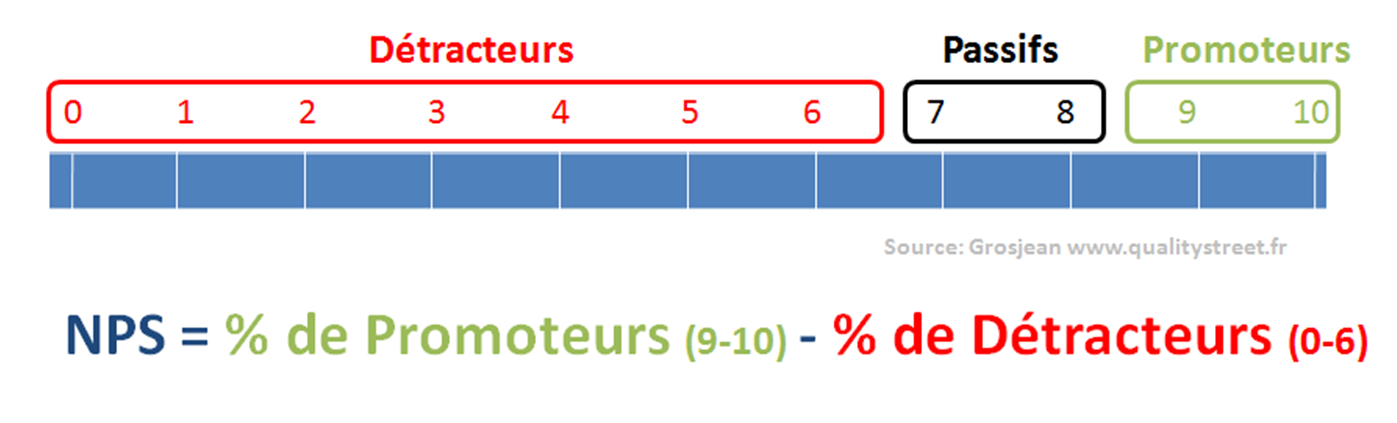 Détracteurs Passifs Promoteurs
0 1 2 3 4 5 6 7 8 9 10
Source: Grosjean www.qualitystreet.fr
NPS = % de Promoteurs (9-10) - % de Détracteurs (0-6)